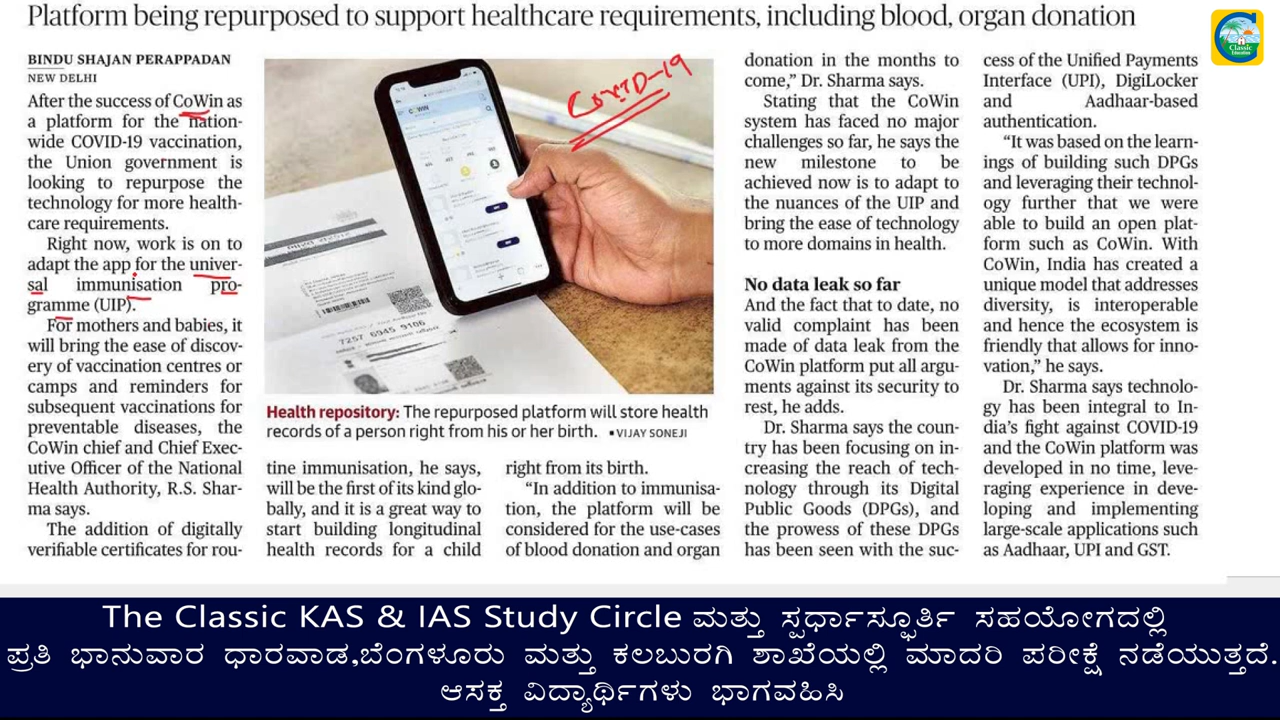 Platform being repurposed to support healthcare requirements, including blood, organ donation
Classic
Education
BINDU SHAJAN PERAPPADAN
NEW DELHI
After the success of CoWin as
a platform for the nation-
wide COVID-19 vaccination,
the Union government is
looking to repurpose the
technology for more health-
care requirements.
Right now, work is on to
adapt the app for the univer-
sal immunisation pro-
gramme (UIP).
For mothers and babies, it
will bring the ease of discov-
ery of vaccination centres or
camps and reminders for
subsequent vaccinations for
preventable diseases, the
CoWin chief and Chief Exec-
utive Officer of the National
Health Authority, R.S. Shar-
ma says.
The addition of digitally
verifiable certificates for rou-
COVID-19
COWIN
7257 6945 9106
Health repository: The repurposed platform will store health
records of a person right from his or her birth. ▪ VIJAY SONEJI
tine immunisation, he says,
will be the first of its kind glo-
bally, and it is a great way to
start building longitudinal
health records for a child
right from its birth.
“In addition to immunisa-
tion, the platform will be
considered for the use-cases
of blood donation and organ
donation in the months to
come,” Dr. Sharma says.
Stating that the CoWin
system has faced no major
challenges so far, he says the
new milestone to be
achieved now is to adapt to
the nuances of the UIP and
bring the ease of technology
to more domains in health.
No data leak so far
And the fact that to date, no
valid complaint has been
made of data leak from the
CoWin platform put all argu-
ments against its security to
rest, he adds.
Dr. Sharma says the coun-
try has been focusing on in-
creasing the reach of tech-
nology through its Digital
Public Goods (DPGs), and
the prowess of these DPGs
has been seen with the suc-
cess of the Unified Payments
Interface (UPI), DigiLocker
and Aadhaar-based
authentication.
“It was based on the learn-
ings of building such DPGs
and leveraging their technol-
ogy further that we were
able to build an open plat-
form such as CoWin. With
CoWin, India has created a
unique model that addresses
diversity, is interoperable
and hence the ecosystem is
friendly that allows for inno-
vation,” he says.
Dr. Sharma says technolo-
gy has been integral to In-
dia’s fight against COVID-19
and the CoWin platform was
developed in no time, leve-
raging experience in deve-
loping and implementing
large-scale applications such
as Aadhaar, UPI and GST.
The Classic KAS & IAS Study Circle ಮತ್ತು ಸ್ಪರ್ಧಾಸ್ಫೂರ್ತಿ ಸಹಯೋಗದಲ್ಲಿ
ಪ್ರತಿ ಭಾನುವಾರ ಧಾರವಾಡ,ಬೆಂಗಳೂರು ಮತ್ತು ಕಲಬುರಗಿ ಶಾಖೆಯಲ್ಲಿ ಮಾದರಿ ಪರೀಕ್ಷೆ ನಡೆಯುತ್ತದೆ.
ಆಸಕ್ತ ವಿದ್ಯಾರ್ಥಿಗಳು ಭಾಗವಹಿಸಿ